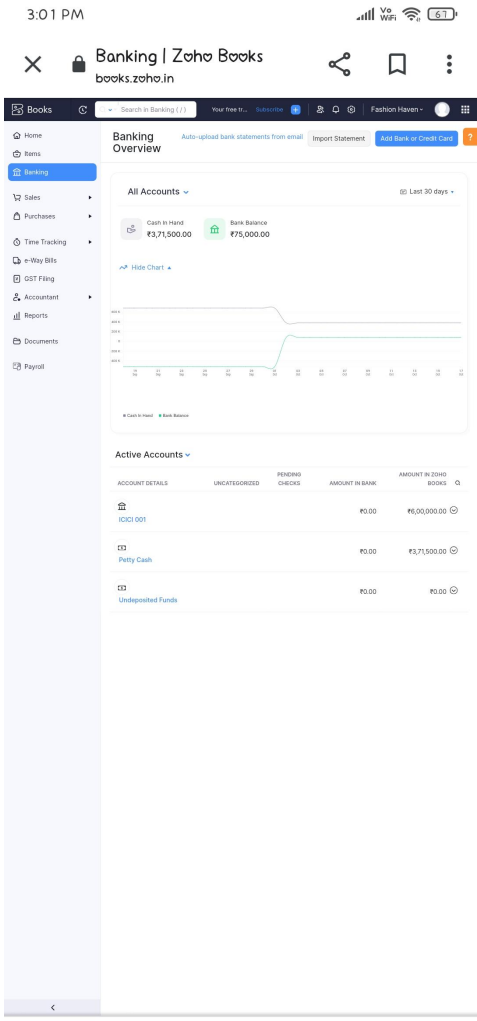 3:01 PM
Vo
WiFi
67
Banking | Zoho Books
books.zoho.in
Books
Search in Banking ( / )
Your free tr...
Subscribe
Fashion Haven
Home
Items
Banking
Sales
Purchases
Time Tracking
e-Way Bills
GST Filing
Accountant
Reports
Documents
Payroll
Banking
Overview
Auto-upload bank statements from email
Import Statement
Add Bank or Credit Card
?
All Accounts
Last 30 days
Cash In Hand
₹3,71,500.00
Bank Balance
₹75,000.00
Hide Chart
Cash In Hand
Bank Balance
Active Accounts
ACCOUNT DETAILS
UNCATEGORIZED
PENDING
CHECKS
AMOUNT IN BANK
AMOUNT IN ZOHO
BOOKS
ICICI 001
₹0.00
₹6,00,000.00
Petty Cash
₹0.00
₹3,71,500.00
Undeposited Funds
₹0.00
₹0.00